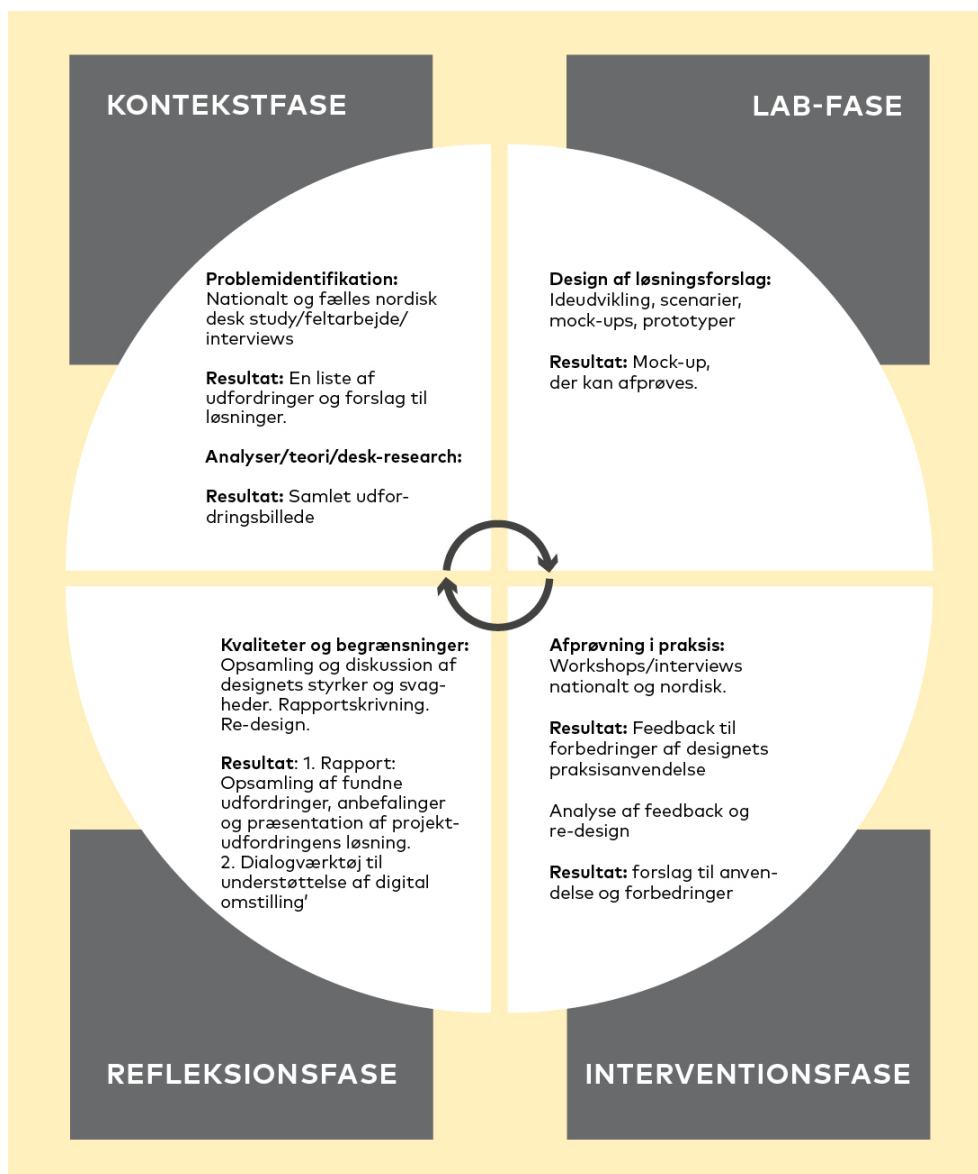 KONTEKSTFASE
Problemidentifikation:
Nationalt og fælles nordisk
desk study/feltarbejde/
interviews
Resultat: En liste af
udfordringer og forslag til
løsninger.
Analyser/teori/desk-research:
Resultat: Samlet udfor-
dringsbillede
LAB-FASE
Design af løsningsforslag:
Ideudvikling, scenarier,
mock-ups, prototyper
Resultat: Mock-up,
der kan afprøves.
Kvaliteter og begrænsninger:
Opsamling og diskussion af
designets styrker og svag-
heder. Rapportskrivning.
Re-design.
Resultat: 1. Rapport:
Opsamling af fundne
udfordringer, anbefalinger
og præsentation af projekt-
udfordringens løsning.
2. Dialogværktøj til
understøttelse af digital
omstilling’
REFLEKSIONSFASE
Afprøvning i praksis:
Workshops/interviews
nationalt og nordisk.
Resultat: Feedback til
forbedringer af designets
praksisanvendelse
Analyse af feedback og
re-design
Resultat: forslag til anven-
delse og forbedringer
INTERVENTIONSFASE